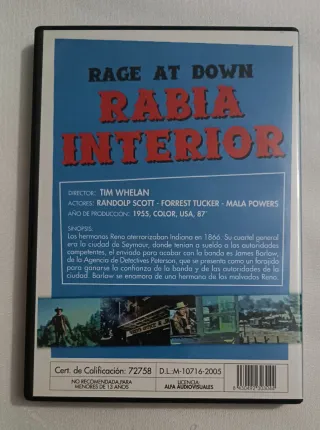 RAGE AT DOWN
RABIA
INTERIOR
DIRECTOR: TIM WHELAN
ACTORES: RANDOLP SCOTT - FORREST TUCKER - MALA POWERS
AÑO DE PRODUCCIÓN: 1955, COLOR, USA, 87'
SINOPSIS:
Los hermanos Reno aterrorizaban Indiana en 1866. Su cuartel general
era la ciudad de Seymour, donde tenían a sueldo a las autoridades
competentes, el enviado para acabar con la banda es James Barlow,
de la Agencia de Detectives Peterson, que se presenta como un forajido
para ganarse la confianza de la banda y de las autoridades de la
ciudad. Barlow se enamora de una hermana de los malvados Reno.
Cert. de Calificación: 72758
D.L.:M-10716-2005
NO RECOMENDADA PARA
MENORES DE 13 AÑOS
LICENCIA:
ALFA AUDIOVISUALES